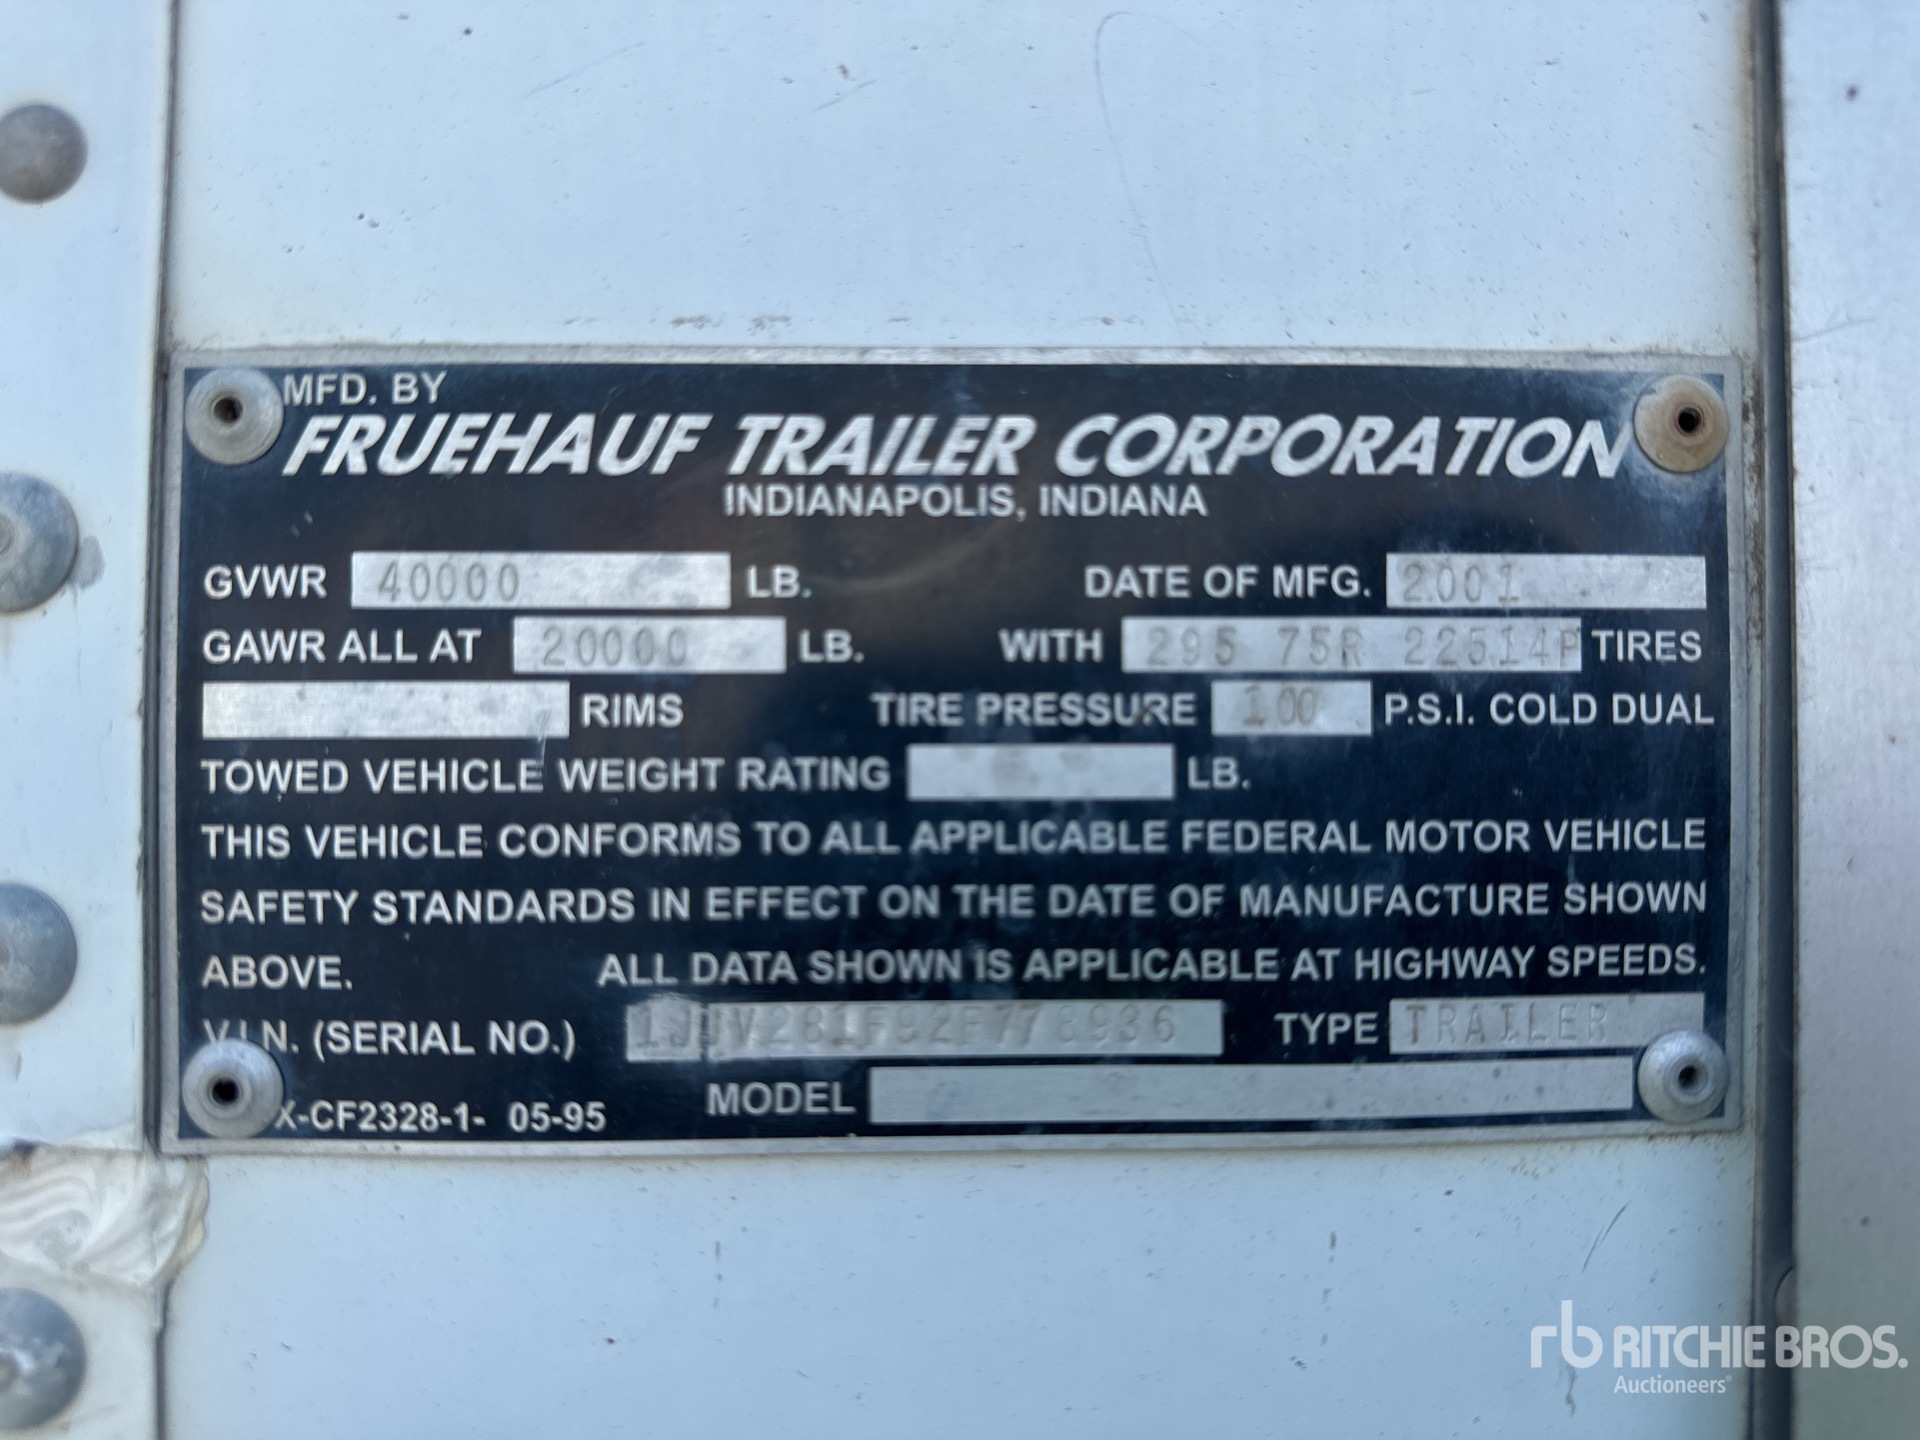 MFD. BY
FRUEHAUF TRAILER CORPORATION
INDIANAPOLIS, INDIANA
GVWR 40000 LB. DATE OF MFG. 2001
GAWR ALL AT 20000 LB. WITH 295 75R 22514P TIRES
RIMS TIRE PRESSURE 100 P.S.I. COLD DUAL
TOWED VEHICLE WEIGHT RATING LB.
THIS VEHICLE CONFORMS TO ALL APPLICABLE FEDERAL MOTOR VEHICLE
SAFETY STANDARDS IN EFFECT ON THE DATE OF MANUFACTURE SHOWN
ABOVE. ALL DATA SHOWN IS APPLICABLE AT HIGHWAY SPEEDS.
V.I.N. (SERIAL NO.) TYPE TRAILER
X-CF2328-1- 05-95 MODEL
rb RITCHIE BROS.
Auctioneers